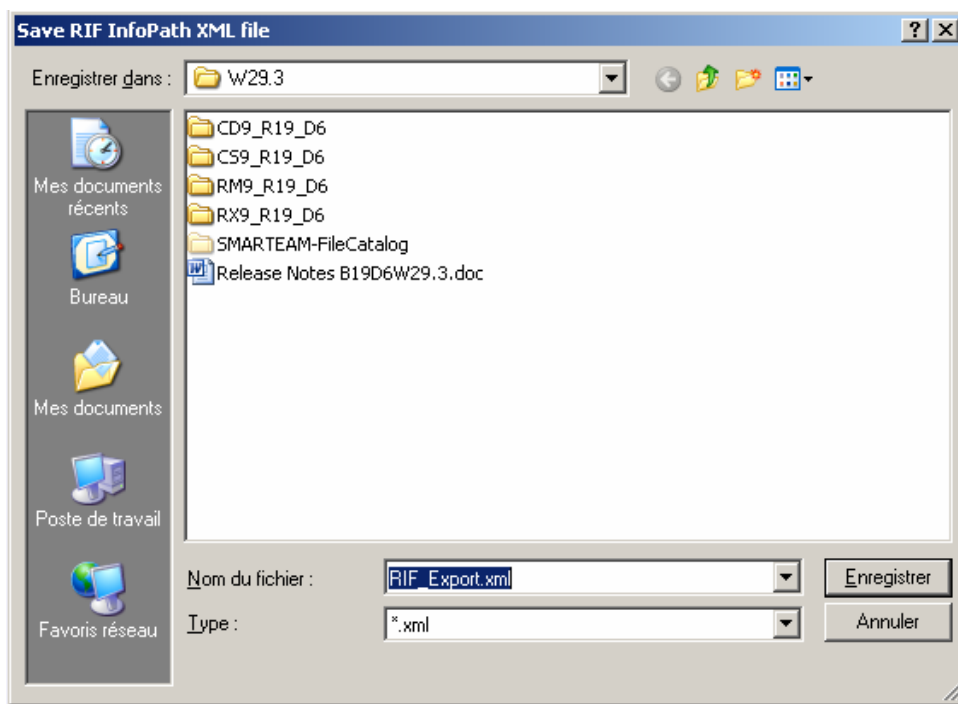 Save RIF InfoPath XML file
Enregistrer dans :
W29.3
CD9_R19_D6
CS9_R19_D6
RM9_R19_D6
RX9_R19_D6
SMARTEAM-FileCatalog
Release Notes B19D6W29.3.doc
Mes documents
récents
Bureau
Mes documents
Poste de travail
Favoris réseau
Nom du fichier :
RIF_Export.xml
Enregistrer
Type :
*.xml
Annuler